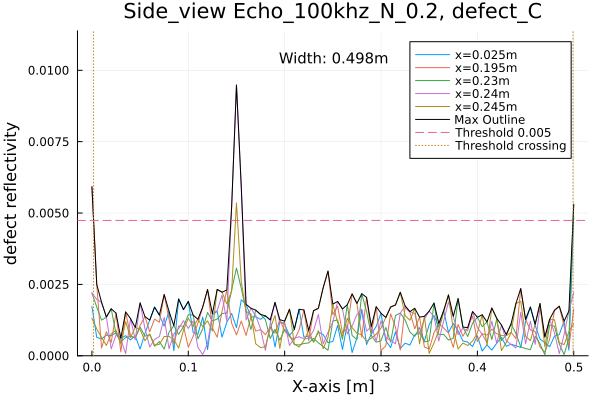 Side_view Echo_100khz_N_0.2, defect_C
Width: 0.498m
x=0.025m
x=0.195m
x=0.23m
x=0.24m
x=0.245m
Max Outline
Threshold 0.005
Threshold crossing
defect reflectivity
0.0100
0.0075
0.0050
0.0025
0.0000
0.0 0.1 0.2 0.3 0.4 0.5
X-axis [m]